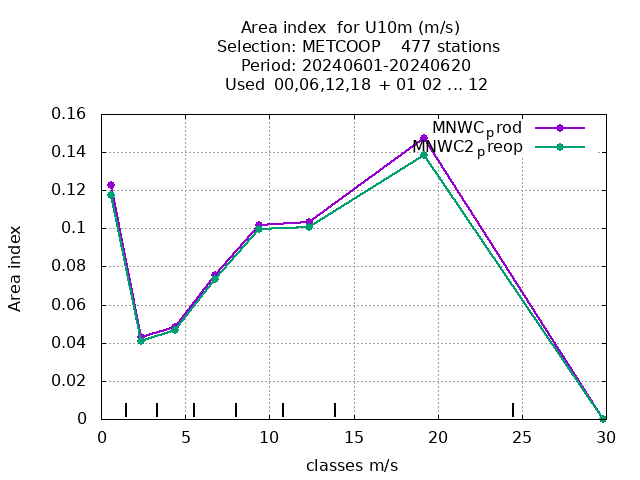 Area index  for U10m (m/s)
Selection: METCOOP    477 stations
Period: 20240601-20240620
Used  00,06,12,18 + 01 02 ... 12
MNWC_prod
MNWC2_preop
0.16
0.14
0.12
0.1
0.08
0.06
0.04
0.02
0
0 5 10 15 20 25 30
Area index
classes m/s